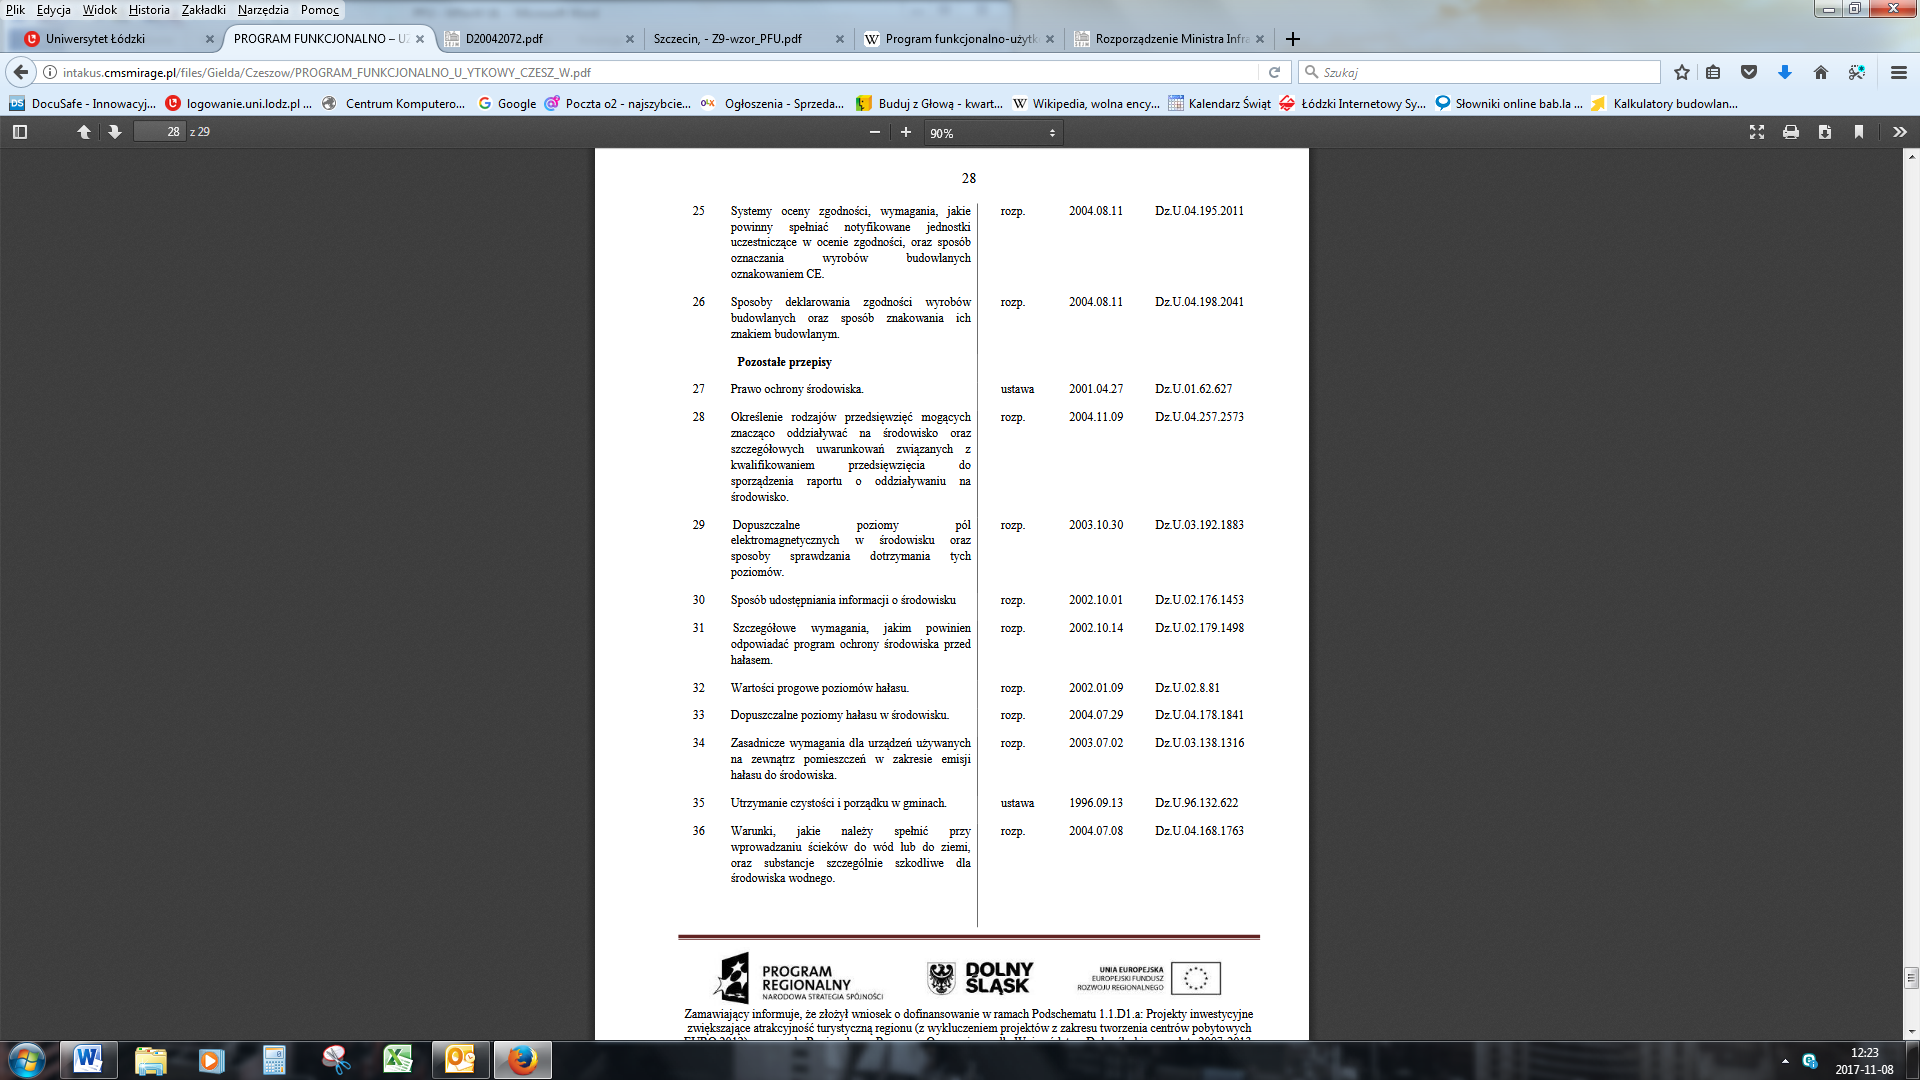 Plik Edycja Widok Historia Zakładki Narzędzia Pomoc
Uniwersytet Łódzki
PROGRAM FUNKCJONALNO – UŻ
D20042072.pdf
Szczecin, - Z9-wzor_PFU.pdf
Program funkcjonalno-użytk
Rozporządzenie Ministra Infra
intakus.cmsmirage.pl/files/Gielda/Czeszow/PROGRAM_FUNKCJONALNO_U_YTKOWY_CZESZ_W.pdf
Szukaj
DocuSafe - Innowacyj...
logowanie.uni.lodz.pl ...
Centrum Komputero...
Google
Poczta o2 - najszybcie...
Ogłoszenia - Sprzeda...
Buduj z Głową - kwart...
Wikipedia, wolna ency...
Kalendarz Świąt
Łódzki Internetowy Sy...
Słowniki online bab.la ...
Kalkulatory budowlan...
28 z 29
90%
28
25 Systemy oceny zgodności, wymagania, jakie rozp. 2004.08.11 Dz.U.04.195.2011
powinny spełniać notyfikowane jednostki
uczestniczące w ocenie zgodności, oraz sposób
oznaczania wyrobów budowlanych
oznakowaniem CE.
26 Sposoby deklarowania zgodności wyrobów rozp. 2004.08.11 Dz.U.04.198.2041
budowlanych oraz sposób znakowania ich
znakiem budowlanym.
Pozostałe przepisy
27 Prawo ochrony środowiska. ustawa 2001.04.27 Dz.U.01.62.627
28 Określenie rodzajów przedsięwzięć mogących rozp. 2004.11.09 Dz.U.04.257.2573
znacząco oddziaływać na środowisko oraz
szczegółowych uwarunkowań związanych z
kwalifikowaniem przedsięwzięcia do
sporządzenia raportu o oddziaływaniu na
środowisko.
29 Dopuszczalne poziomy pól rozp. 2003.10.30 Dz.U.03.192.1883
elektromagnetycznych w środowisku oraz
sposoby sprawdzania dotrzymania tych
poziomów.
30 Sposób udostępniania informacji o środowisku rozp. 2002.10.01 Dz.U.02.176.1453
31 Szczegółowe wymagania, jakim powinien rozp. 2002.10.14 Dz.U.02.179.1498
odpowiadać program ochrony środowiska przed
hałasem.
32 Wartości progowe poziomów hałasu. rozp. 2002.01.09 Dz.U.02.8.81
33 Dopuszczalne poziomy hałasu w środowisku. rozp. 2004.07.29 Dz.U.04.178.1841
34 Zasadnicze wymagania dla urządzeń używanych rozp. 2003.07.02 Dz.U.03.138.1316
na zewnątrz pomieszczeń w zakresie emisji
hałasu do środowiska.
35 Utrzymanie czystości i porządku w gminach. ustawa 1996.09.13 Dz.U.96.132.622
36 Warunki, jakie należy spełnić przy rozp. 2004.07.08 Dz.U.04.168.1763
wprowadzaniu ścieków do wód lub do ziemi,
oraz substancje szczególnie szkodliwe dla
środowiska wodnego.
PROGRAM
REGIONALNY
NARODOWA STRATEGIA SPÓJNOŚCI
DOLNY
ŚLĄSK
UNIA EUROPEJSKA
EUROPEJSKI FUNDUSZ
ROZWOJU REGIONALNEGO
Zamawiający informuje, że złożył wniosek o dofinansowanie w ramach Podschematu 1.1.D1.a: Projekty inwestycyjne
zwiększające atrakcyjność turystyczną regionu (z wykluczeniem projektów z zakresu tworzenia centrów pobytowych
12:23
2017-11-08